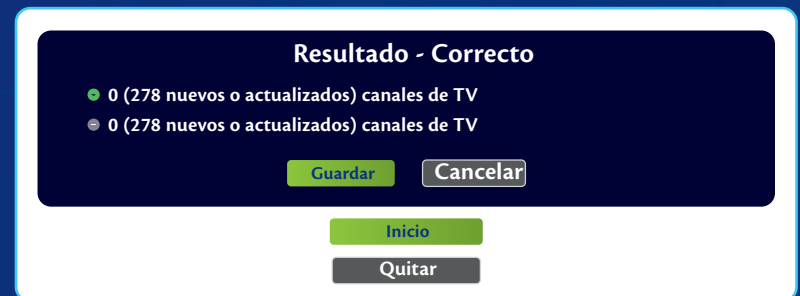 Resultado - Correcto
0 (278 nuevos o actualizados) canales de TV
0 (278 nuevos o actualizados) canales de TV
Guardar Cancelar
Inicio
Quitar